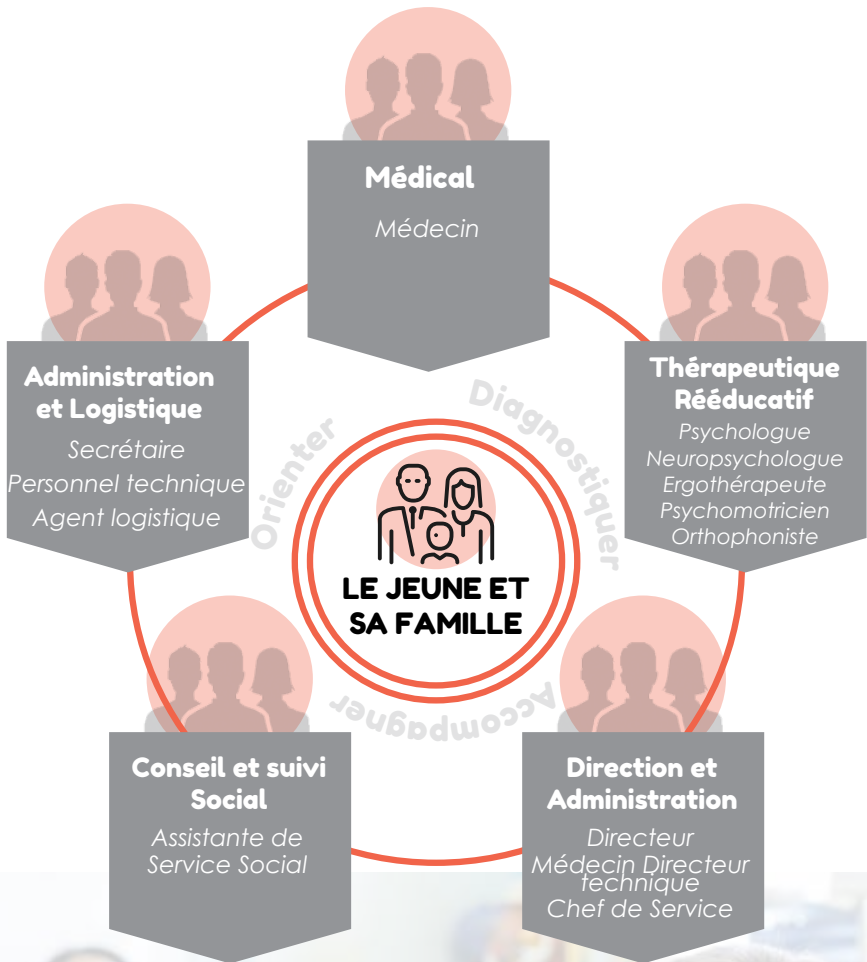 Médical
Médecin
Administration
et Logistique
Secrétaire
Personnel technique
Agent logistique
Thérapeutique
Rééducatif
Psychologue
Neuropsychologue
Ergothérapeute
Psychomotricien
Orthophoniste
Orienter
Diagnostiquer
Accompagner
LE JEUNE ET
SA FAMILLE
Conseil et suivi
Social
Assistante de
Service Social
Direction et
Administration
Directeur
Médecin Directeur
technique
Chef de Service